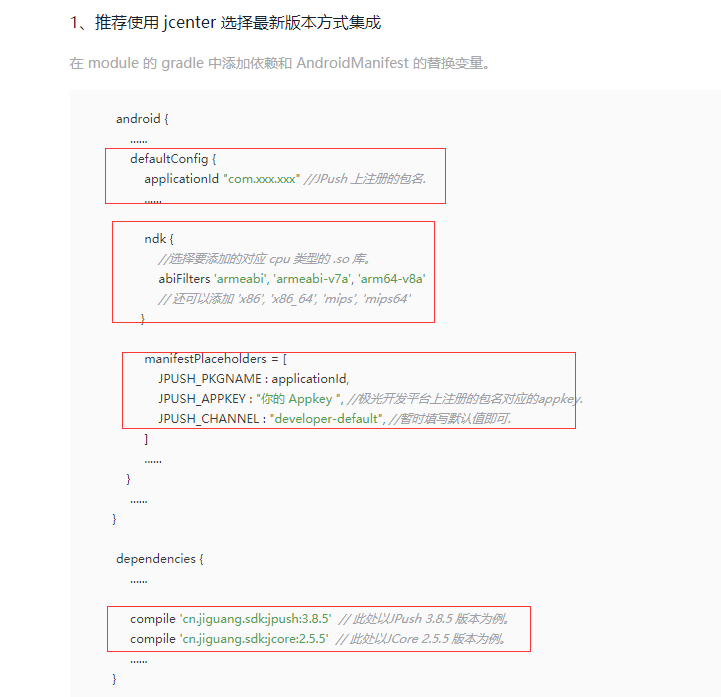 1、推荐使用 jcenter 选择最新版本方式集成
在 module 的 gradle 中添加依赖和 AndroidManifest 的替换变量。
android {
......
defaultConfig {
applicationId "com.xxx.xxx" //JPush 上注册的包名.
......
ndk {
//选择要添加的对应 cpu 类型的 .so 库。
abiFilters 'armeabi', 'armeabi-v7a', 'arm64-v8a'
// 还可以添加 'x86', 'x86_64', 'mips', 'mips64'
}
manifestPlaceholders = [
JPUSH_PKGNAME : applicationId,
JPUSH_APPKEY : "你的 Appkey ", //极光开发平台上注册的包名对应的appkey.
JPUSH_CHANNEL : "developer-default", //暂时填写默认值即可.
]
......
}
......
}
dependencies {
......
compile 'cn.jiguang.sdk:jpush:3.8.5' // 此处以JPush 3.8.5 版本为例。
compile 'cn.jiguang.sdk:jcore:2.5.5' // 此处以JCore 2.5.5 版本为例。
......
}